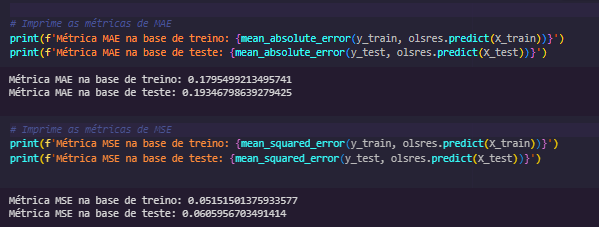 # Imprime as métricas de MAE
print(f'Métrica MAE na base de treino: {mean_absolute_error(y_train, olsres.predict(X_train))}')
print(f'Métrica MAE na base de teste: {mean_absolute_error(y_test, olsres.predict(X_test))}')
Métrica MAE na base de treino: 0.1795499213495741
Métrica MAE na base de teste: 0.19346798639279425
# Imprime as métricas de MSE
print(f'Métrica MSE na base de treino: {mean_squared_error(y_train, olsres.predict(X_train))}')
print(f'Métrica MSE na base de teste: {mean_squared_error(y_test, olsres.predict(X_test))}')
Métrica MSE na base de treino: 0.05151501375933577
Métrica MSE na base de teste: 0.0605956703491414